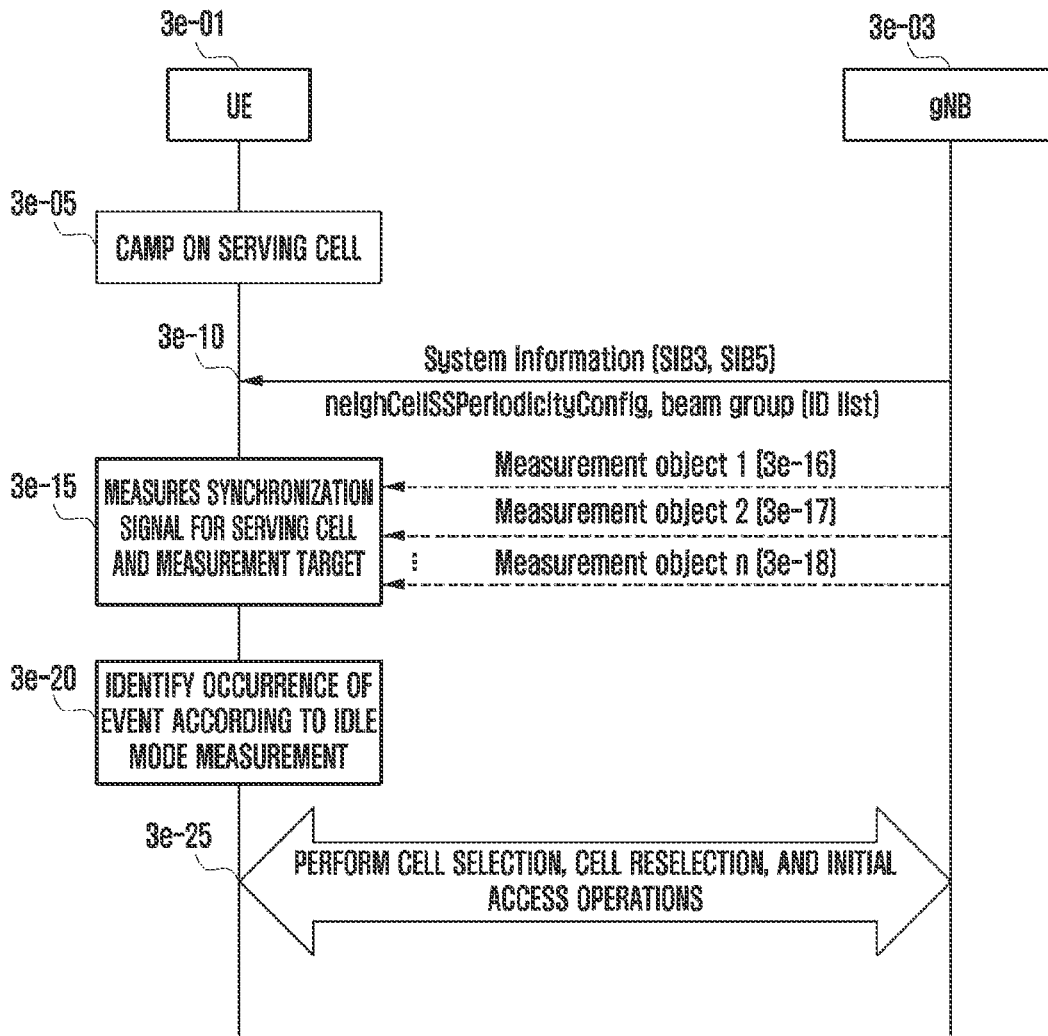 3e-01
3e-03
UE
gNB
3e-05
CAMP ON SERVING CELL
3e-10
System Information (SIB3, SIB5)
neighCellSSPeriodicityConfig, beam group (ID list)
3e-15
MEASURES SYNCHRONIZATION
SIGNAL FOR SERVING CELL
AND MEASUREMENT TARGET
Measurement object 1 (3e-16)
Measurement object 2 (3e-17)
Measurement object n (3e-18)
3e-20
IDENTIFY OCCURRENCE OF
EVENT ACCORDING TO IDLE
MODE MEASUREMENT
3e-25
PERFORM CELL SELECTION, CELL RESELECTION, AND INITIAL
ACCESS OPERATIONS